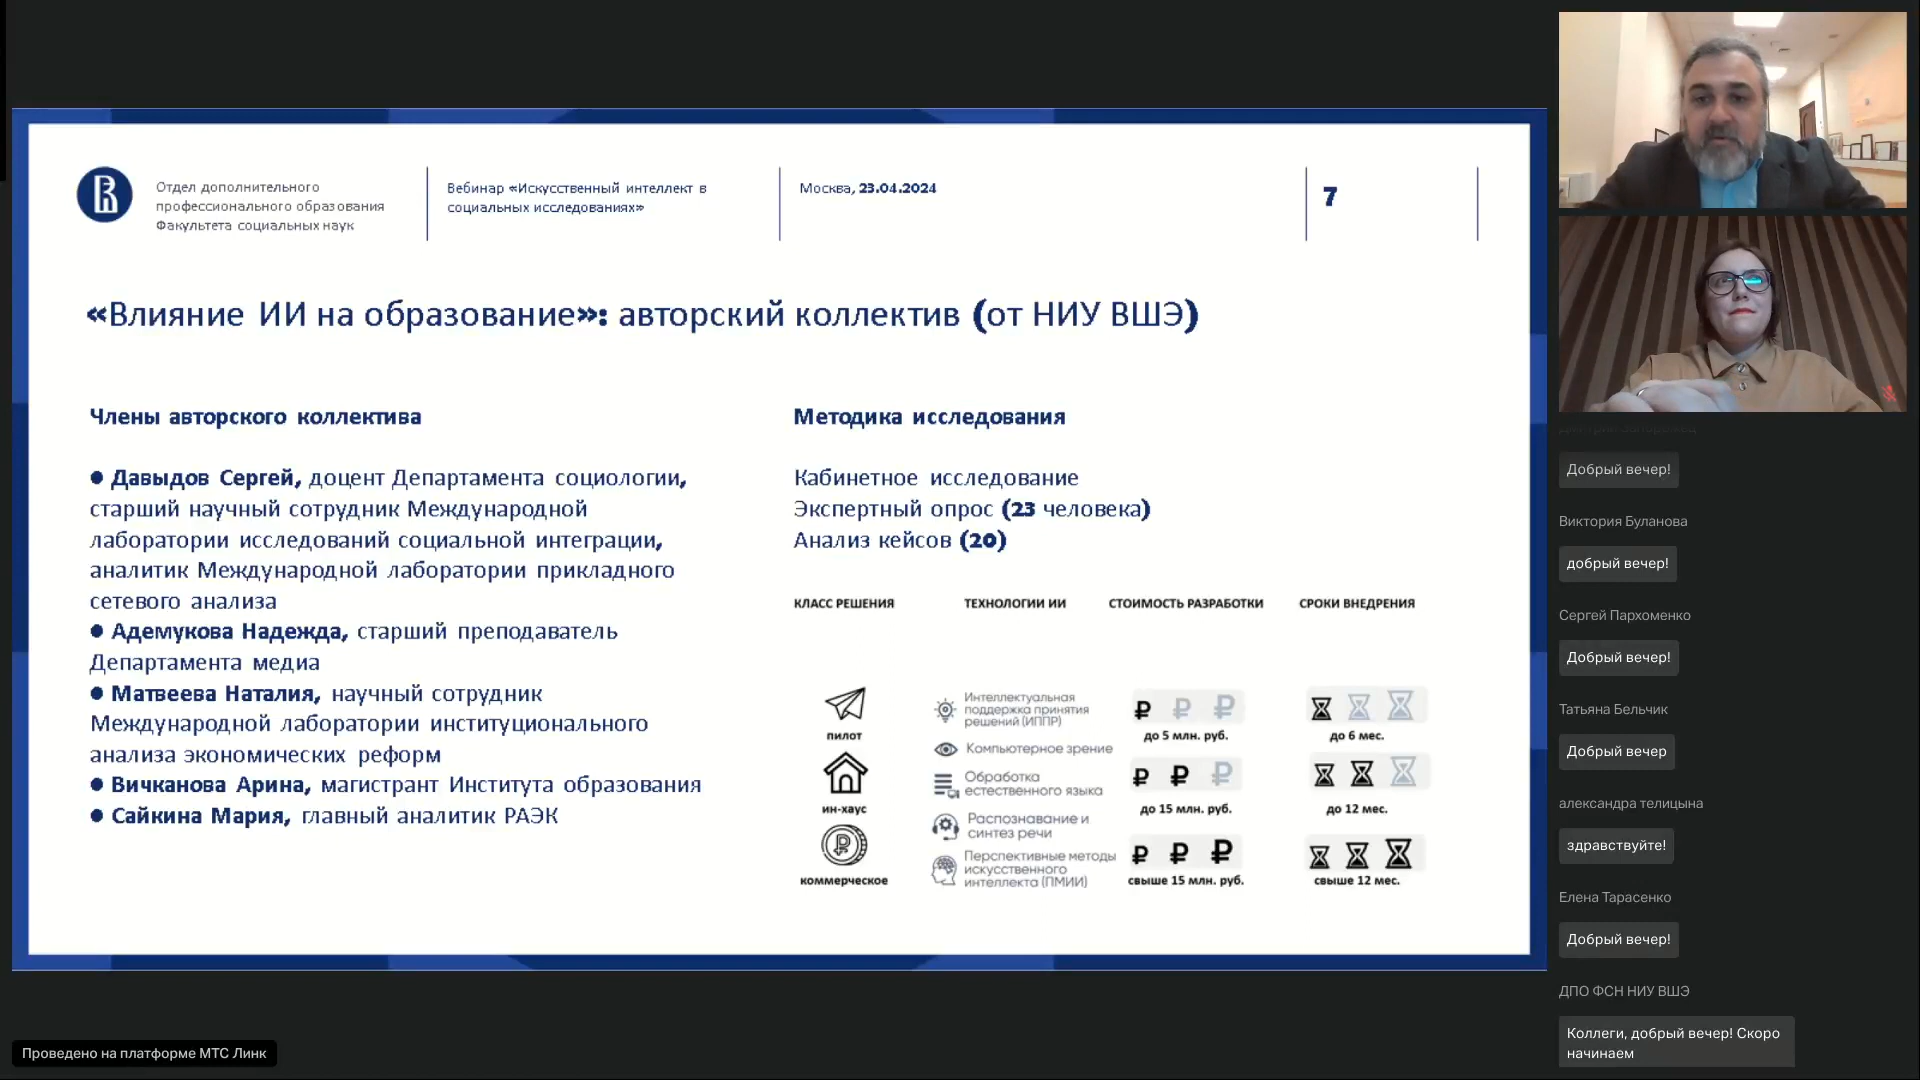 Отдел дополнительного
профессионального образования
Факультета социальных наук
Вебинар «Искусственный интеллект в
социальных исследованиях»
Москва, 23.04.2024
7
«Влияние ИИ на образование»: авторский коллектив (от НИУ ВШЭ)
Члены авторского коллектива
● Давыдов Сергей, доцент Департамента социологии,
старший научный сотрудник Международной
лаборатории исследований социальной интеграции,
аналитик Международной лаборатории прикладного
сетевого анализа
● Адемукова Надежда, старший преподаватель
Департамента медиа
● Матвеева Наталия, научный сотрудник
Международной лаборатории институционального
анализа экономических реформ
● Вичканова Арина, магистрант Института образования
● Сайкина Мария, главный аналитик РАЭК
Методика исследования
Кабинетное исследование
Экспертный опрос (23 человека)
Анализ кейсов (20)
КЛАСС РЕШЕНИЯ
ТЕХНОЛОГИИ ИИ
СТОИМОСТЬ РАЗРАБОТКИ
СРОКИ ВНЕДРЕНИЯ
пилот
ин-хаус
коммерческое
Интеллектуальная
поддержка принятия
решений (ИППР)
Компьютерное зрение
Обработка
естественного языка
Распознавание и
синтез речи
Перспективные методы
искусственного
интеллекта (ПМИИ)
₽ ₽ ₽
до 5 млн. руб.
₽ ₽ ₽
до 15 млн. руб.
₽ ₽ ₽
свыше 15 млн. руб.
до 6 мес.
до 12 мес.
свыше 12 мес.
Добрый вечер!
Виктория Буланова
добрый вечер!
Сергей Пархоменко
Добрый вечер!
Татьяна Бельчик
Добрый вечер
александра телицына
здравствуйте!
Елена Тарасенко
Добрый вечер!
ДПО ФСН НИУ ВШЭ
Коллеги, добрый вечер! Скоро
начинаем
Проведено на платформе МТС Линк